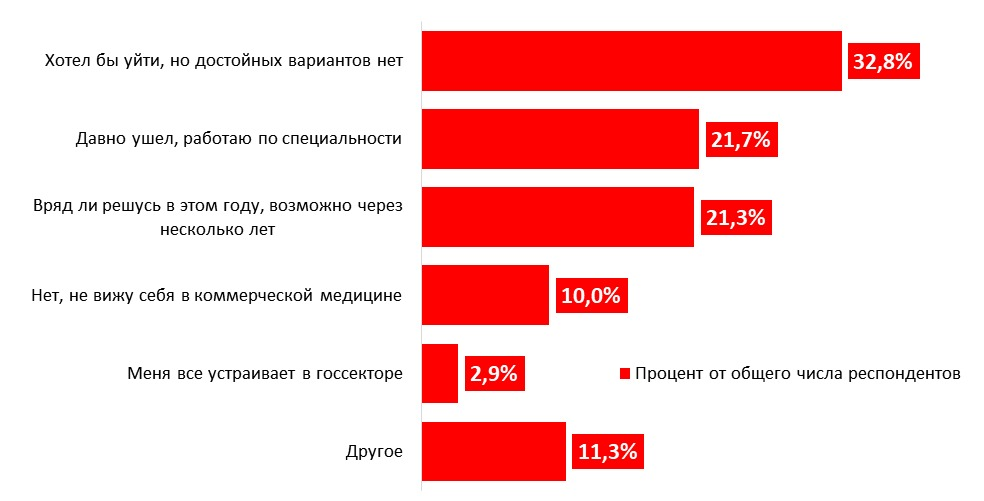 Хотел бы уйти, но достойных вариантов нет
32,8%
Давно ушел, работаю по специальности
21,7%
Вряд ли решусь в этом году, возможно через
несколько лет
21,3%
Нет, не вижу себя в коммерческой медицине
10,0%
Меня все устраивает в госсекторе
2,9%
Процент от общего числа респондентов
Другое
11,3%